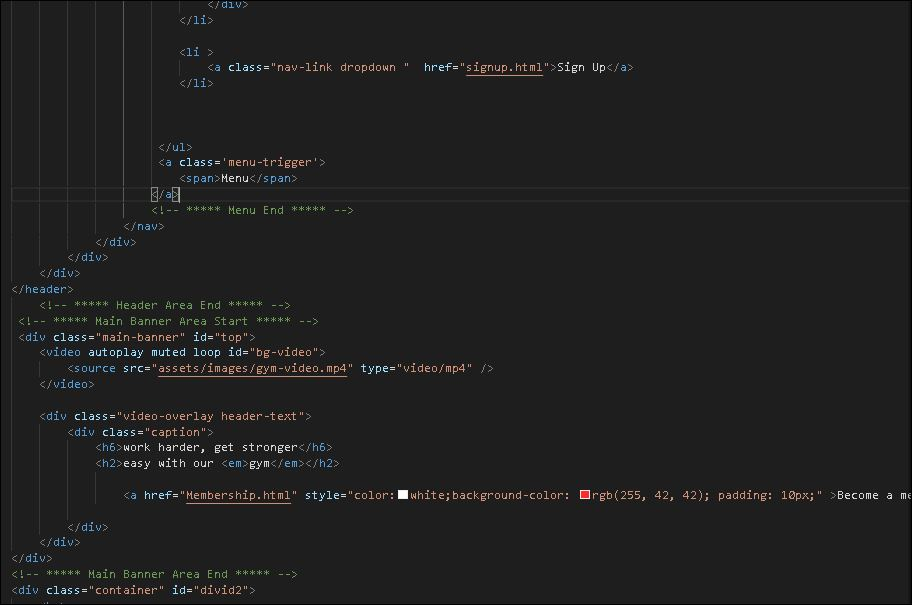 </div>
</li>
<li >
<a class="nav-link dropdown "  href="signup.html">Sign Up</a>
</li>
</ul>
<a class='menu-trigger'>
<span>Menu</span>
</a>
<!-- ***** Menu End ***** -->
</nav>
</div>
</div>
</div>
</header>
<!-- ***** Header Area End ***** -->
<!-- ***** Main Banner Area Start ***** -->
<div class="main-banner" id="top">
<video autoplay muted loop id="bg-video">
<source src="assets/images/gym-video.mp4" type="video/mp4" />
</video>
<div class="video-overlay header-text">
<div class="caption">
<h6>work harder, get stronger</h6>
<h2>easy with our <em>gym</em></h2>
<a href="Membership.html" style="color:white;background-color: rgb(255, 42, 42); padding: 10px;" >Become a me
</div>
</div>
</div>
<!-- ***** Main Banner Area End ***** -->
<div class="container" id="divid2">